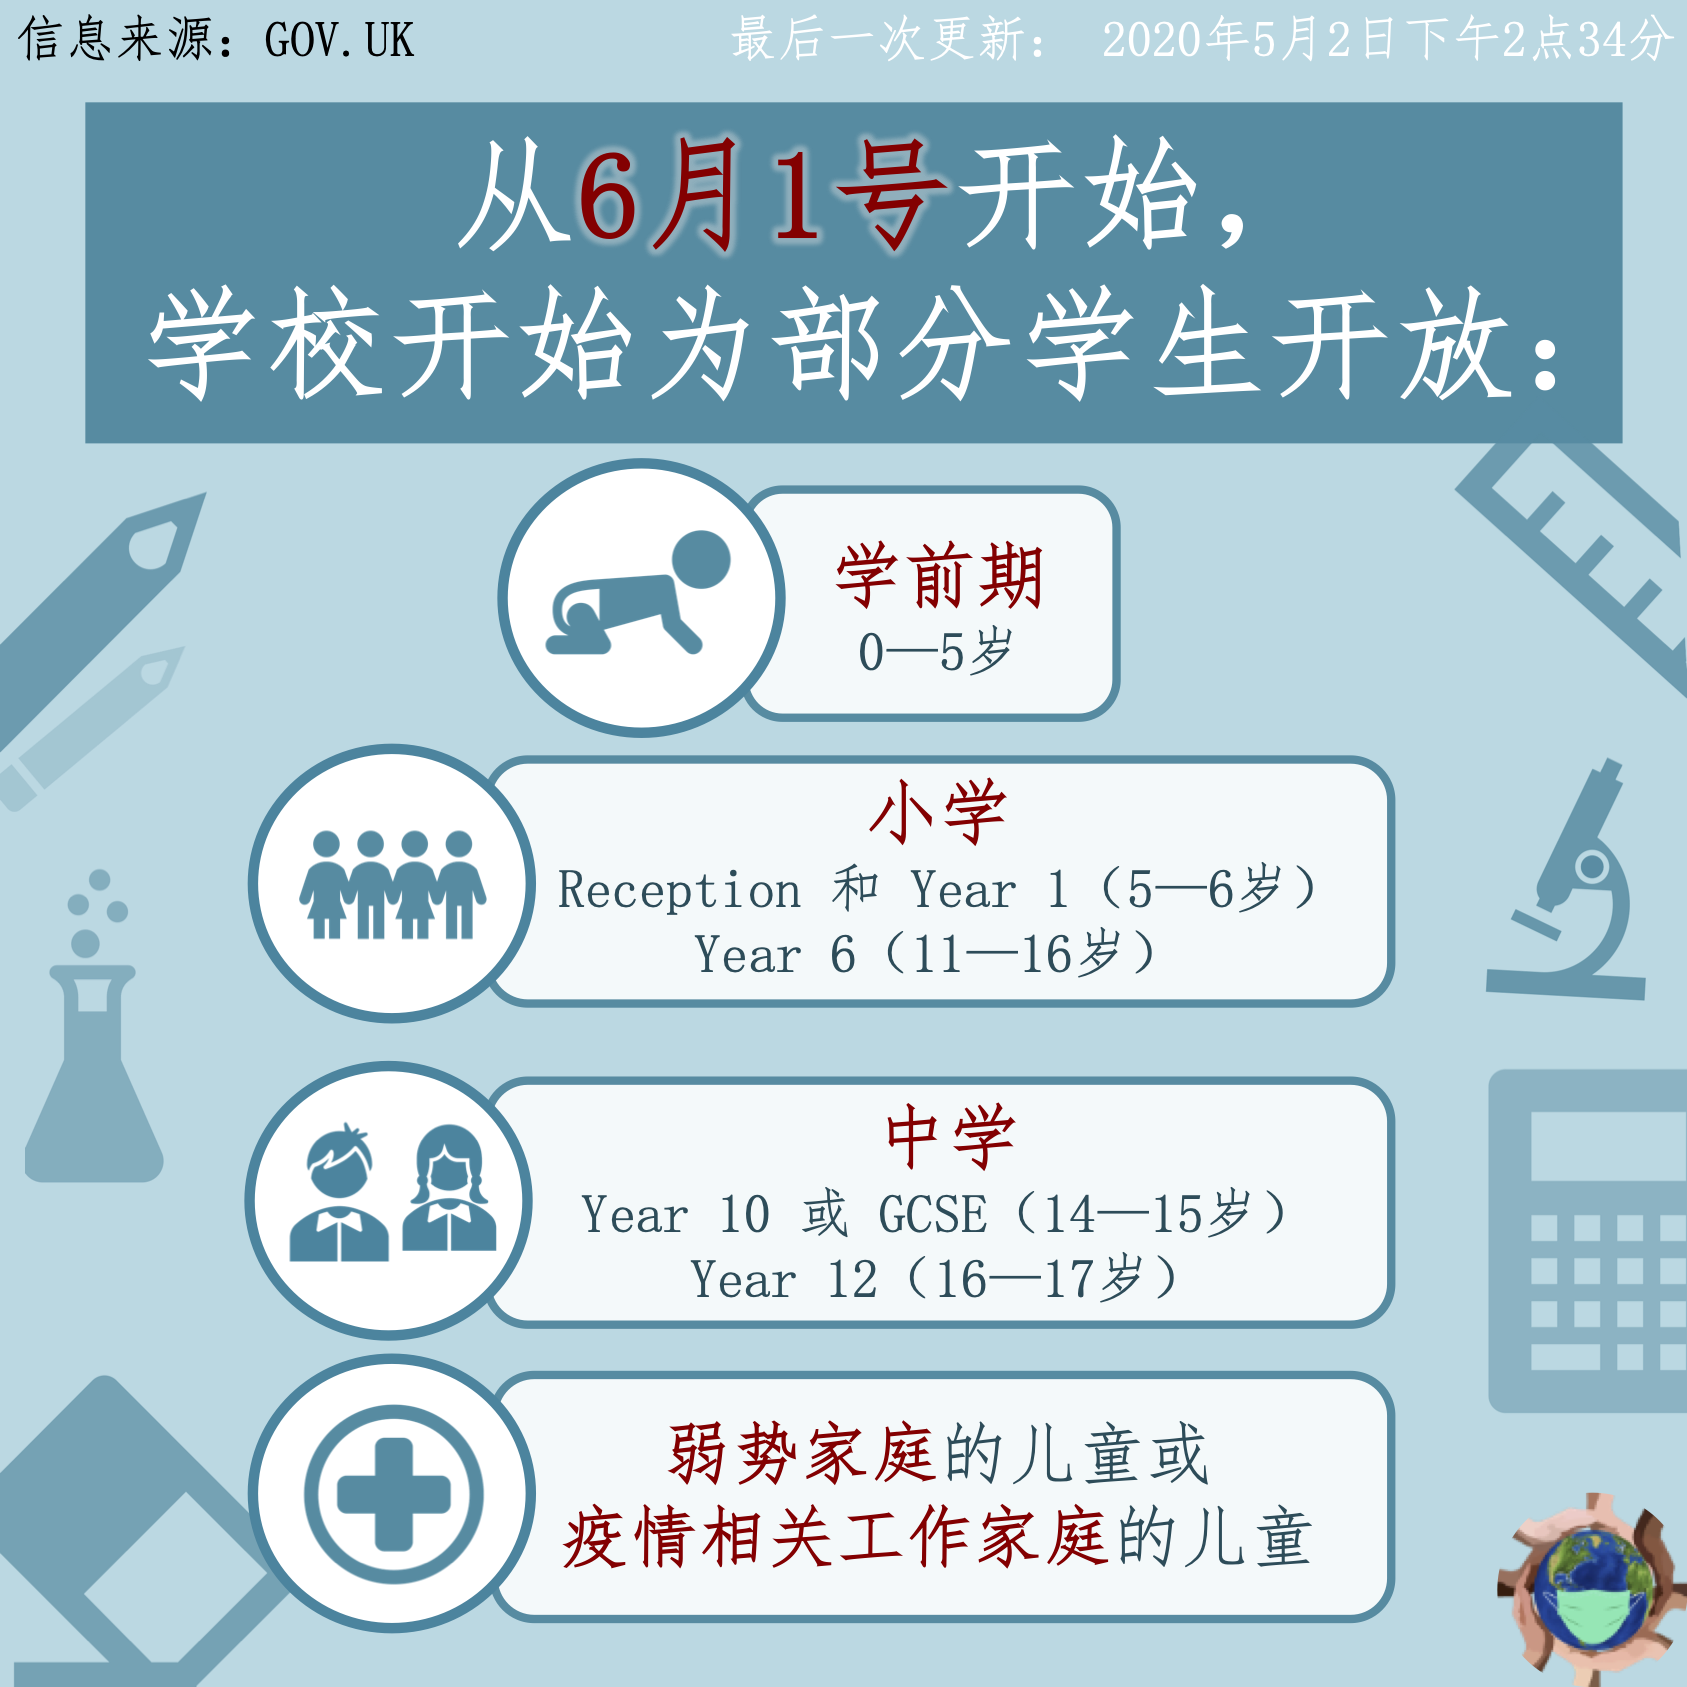 信息来源：GOV.UK
最后一次更新： 2020年5月2日下午2点34分
从6月1号开始，
学校开始为部分学生开放：
学前期
0—5岁
小学
Reception 和 Year 1（5—6岁）
Year 6（11—16岁）
中学
Year 10 或 GCSE（14—15岁）
Year 12（16—17岁）
弱势家庭的儿童或
疫情相关工作家庭的儿童